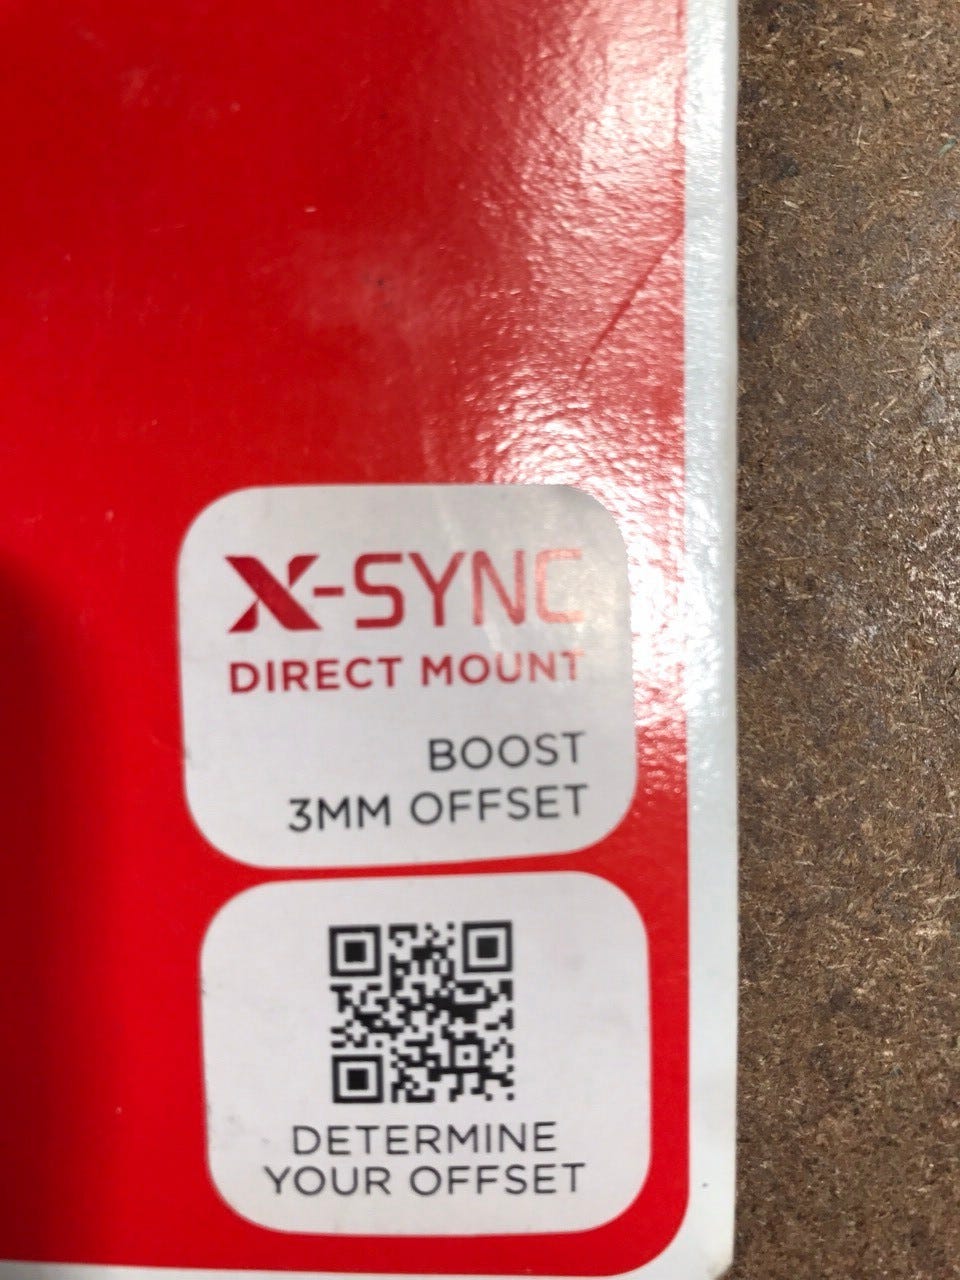 X-SYNC
DIRECT MOUNT
BOOST
3MM OFFSET
DETERMINE
YOUR OFFSET